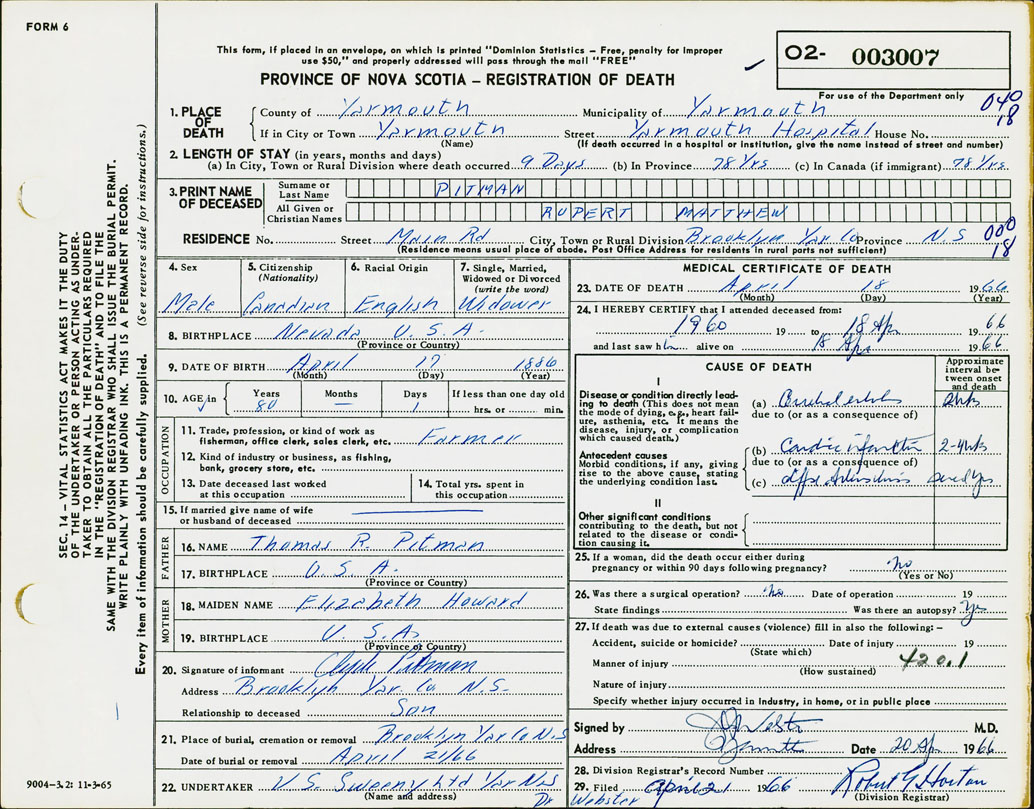 FORM 6
This form, if placed in an envelope, on which is printed "Dominion Statistics – Free, penalty for improper
use $50," and properly addressed will pass through the mail "FREE"
PROVINCE OF NOVA SCOTIA – REGISTRATION OF DEATH
O2- 003007
For use of the Department only
040
18
1. PLACE OF DEATH
County of Yarmouth Municipality of Yarmouth
If in City or Town Yarmouth Street Yarmouth Hospital House No.
(Name) (If death occurred in a hospital or institution, give the name instead of street and number)
2. LENGTH OF STAY (in years, months and days)
(a) In City, Town or Rural Division where death occurred 9 Days (b) In Province 78 Yrs (c) In Canada (if immigrant) 78 Yrs.
3. PRINT NAME OF DECEASED
Surname or Last Name PITMAN
All Given or Christian Names RUPERT MATTHEW
000
18
RESIDENCE No. Street Main Rd City, Town or Rural Division Brooklyn Yar. Co Province N.S
(Residence means usual place of abode. Post Office Address for residents in rural parts not sufficient)
4. Sex Male
5. Citizenship (Nationality) Canadian
6. Racial Origin English
7. Single, Married, Widowed or Divorced (write the word) Widower
8. BIRTHPLACE Nevada U.S.A.
(Province or Country)
9. DATE OF BIRTH April 17 1886
(Month) (Day) (Year)
10. AGE in Years 80 Months — Days 1 If less than one day old hrs. or min.
OCCUPATION
11. Trade, profession, or kind of work as fisherman, office clerk, sales clerk, etc. Farmer
12. Kind of industry or business, as fishing, bank, grocery store, etc.
13. Date deceased last worked at this occupation
14. Total yrs. spent in this occupation
15. If married give name of wife or husband of deceased
FATHER
16. NAME Thomas R. Pitman
17. BIRTHPLACE U.S.A.
(Province or Country)
MOTHER
18. MAIDEN NAME Elizabeth Howard
19. BIRTHPLACE U.S.A
(Province or Country)
20. Signature of informant Clyde Pitman
Address Brooklyn Yar. Co N.S.
Relationship to deceased Son
21. Place of burial, cremation or removal Brooklyn Yar Co N.S
Date of burial or removal April 21/66
22. UNDERTAKER V.S. Sweeny Ltd Yar N.S
(Name and address)
Dr Webster
MEDICAL CERTIFICATE OF DEATH
23. DATE OF DEATH April 18 1966
(Month) (Day) (Year)
24. I HEREBY CERTIFY that I attended deceased from:
1960 19 to 18 Ap 1966
and last saw him alive on 18 Ap 1966
CAUSE OF DEATH
Approximate interval between onset and death
I
Disease or condition directly leading to death (This does not mean the mode of dying, e.g., heart failure, asthenia, etc. It means the disease, injury, or complication which caused death.)
(a) Cerebral embolus 2 wks
due to (or as a consequence of)
Antecedent causes
Morbid conditions, if any, giving rise to the above cause, stating the underlying condition last.
(b) Cardiac infarction 2-4 wks
due to (or as a consequence of)
(c)
II
Other significant conditions contributing to the death, but not related to the disease or condition causing it.
25. If a woman, did the death occur either during
pregnancy or within 90 days following pregnancy? no
(Yes or No)
26. Was there a surgical operation? No Date of operation 19
State findings Was there an autopsy? Yes
27. If death was due to external causes (violence) fill in also the following: –
Accident, suicide or homicide? Date of injury 19
(State which)
Manner of injury 420.1
(How sustained)
Nature of injury
Specify whether injury occurred in industry, in home, or in public place
Signed by M.D.
Address Date 20 Ap 1966
28. Division Registrar's Record Number
29. Filed April 21 1966 Robert G Horton
(Division Registrar)
SEC. 14 – VITAL STATISTICS ACT MAKES IT THE DUTY
OF THE UNDERTAKER OR PERSON ACTING AS UNDER-
TAKER TO OBTAIN ALL THE PARTICULARS REQUIRED
IN THE "REGISTRATION OF DEATH" AND TO FILE THE
SAME WITH THE DIVISION REGISTRAR WHO SHALL ISSUE THE BURIAL PERMIT.
WRITE PLAINLY WITH UNFADING INK. THIS IS A PERMANENT RECORD.
Every item of information should be carefully supplied. (See reverse side for instructions.)
9004-3.2: 11-3-65